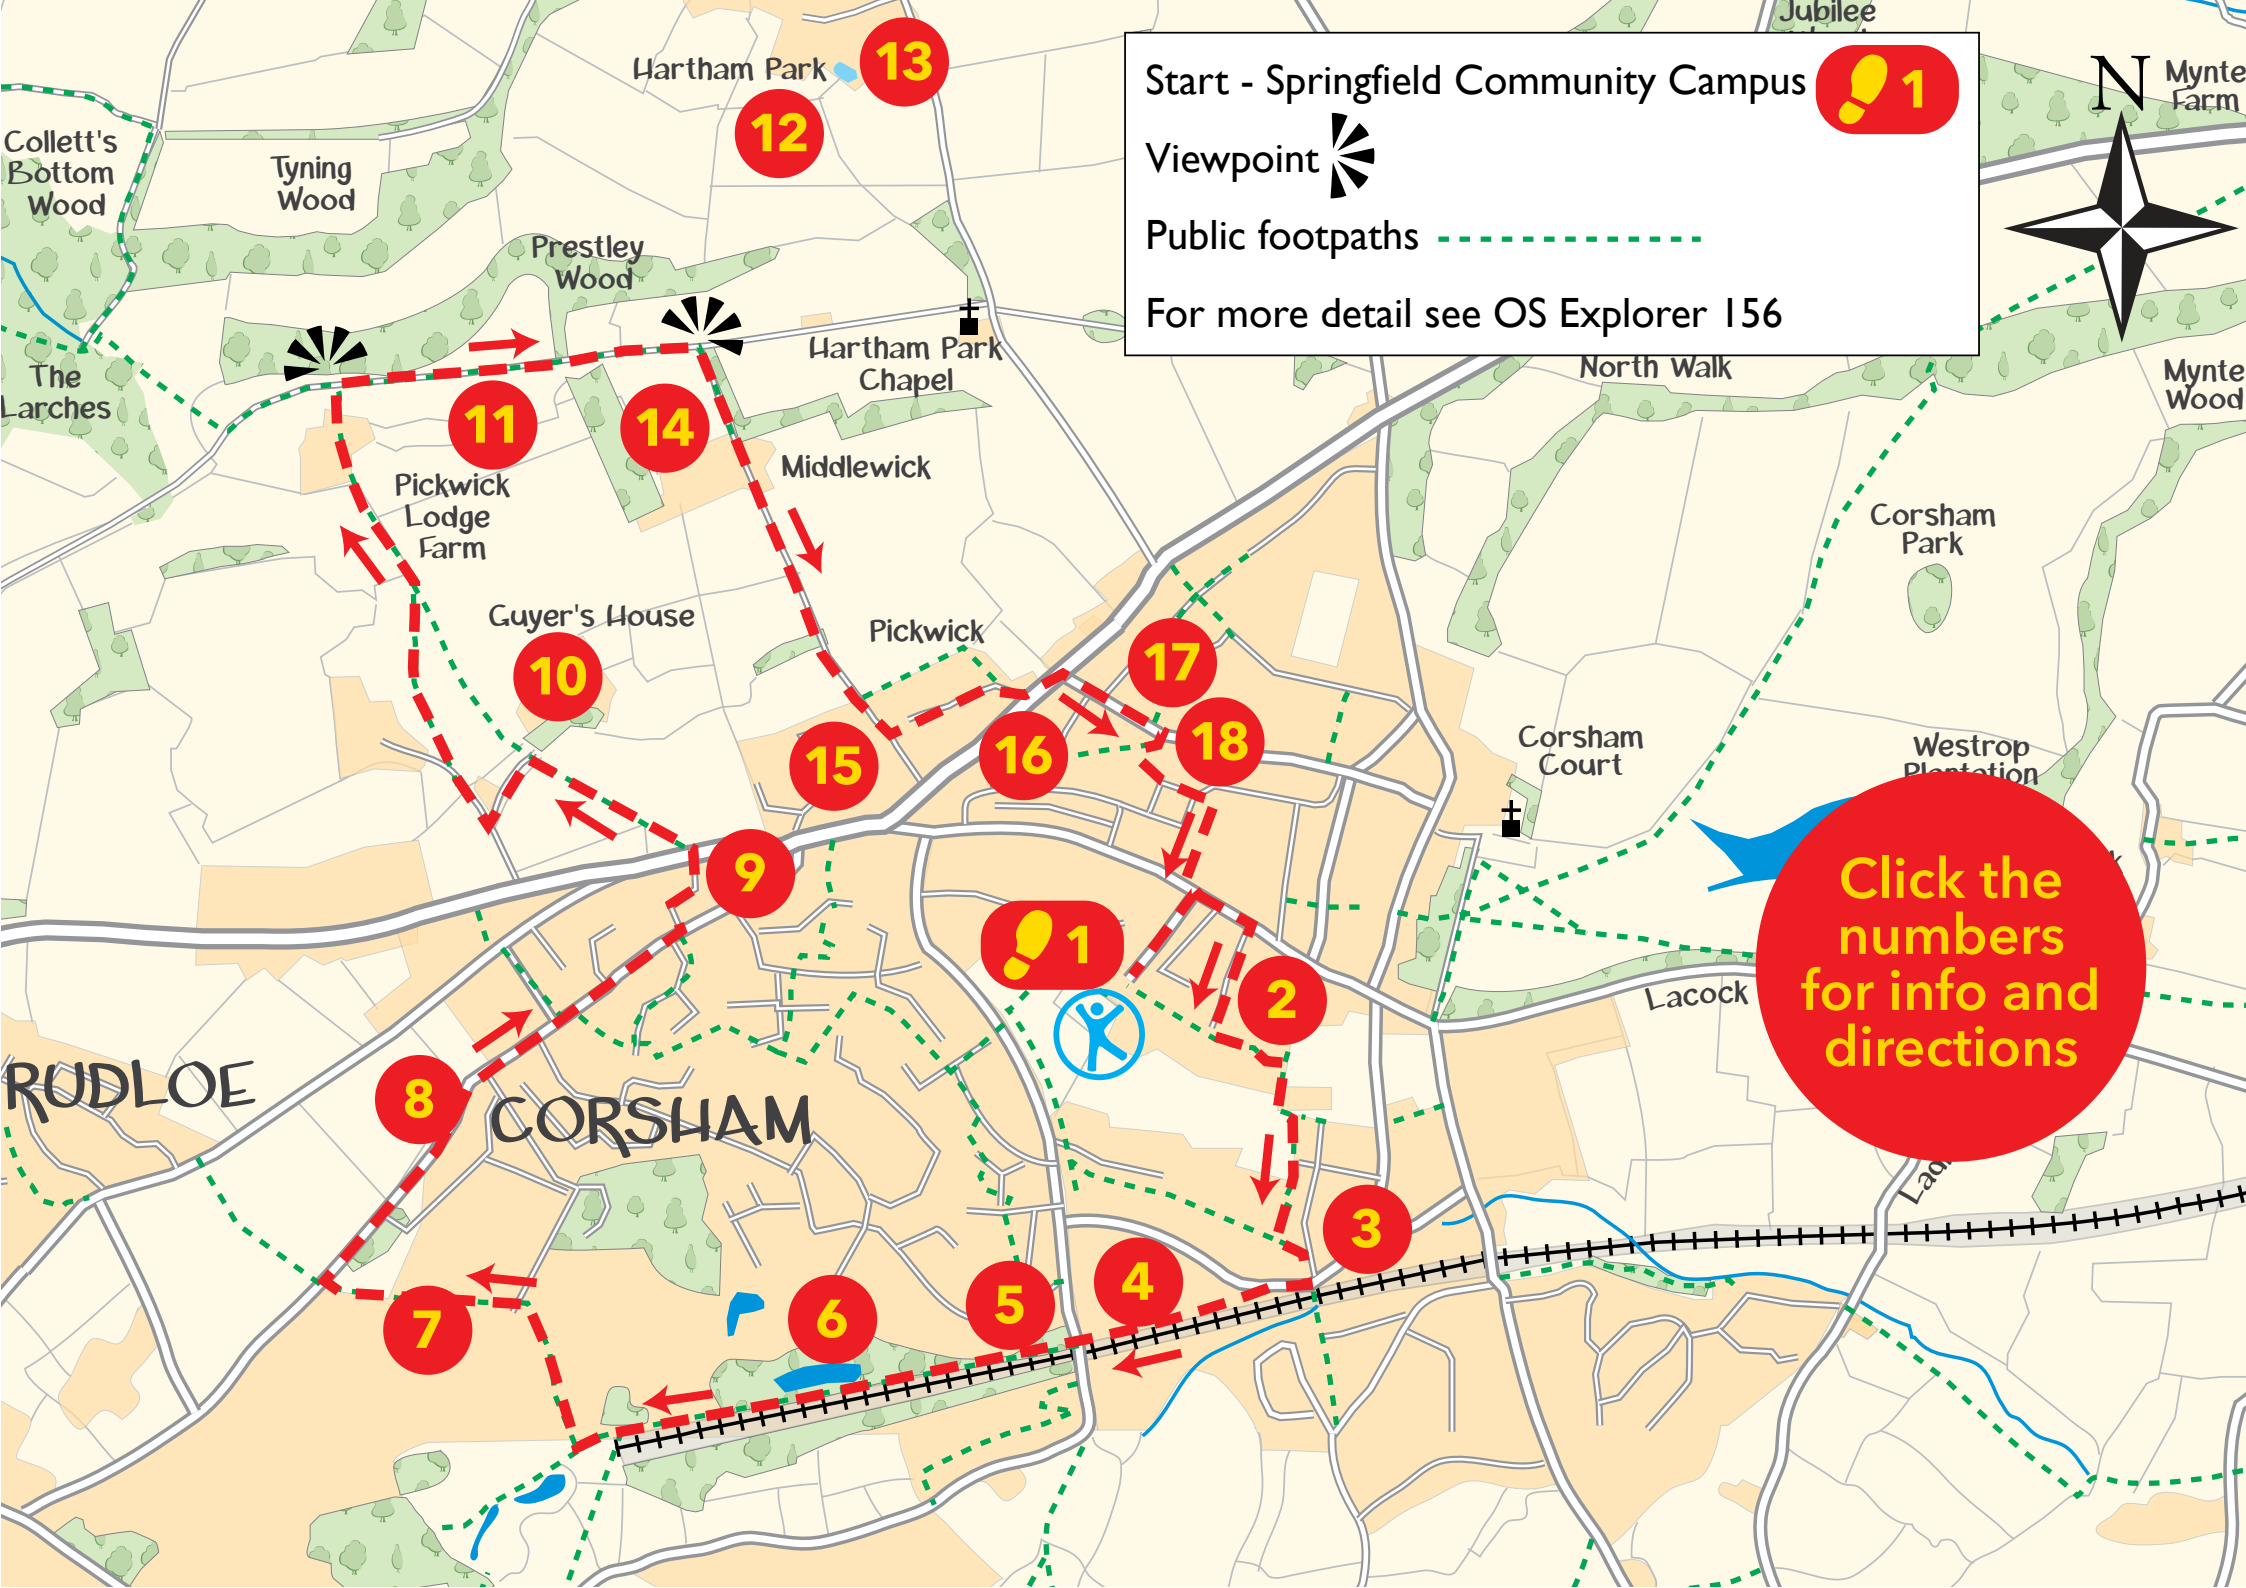 Jubilee
Hartham Park
13
12
Start - Springfield Community Campus
1
Viewpoint
Public footpaths
For more detail see OS Explorer 156
N
Mynte
Farm
Collett's
Bottom
Wood
Tyning
Wood
Prestley
Wood
The
Larches
Hartham Park
Chapel
North Walk
Mynte
Wood
11
14
Middlewick
Pickwick
Lodge
Farm
Corsham
Park
Guyer's House
10
Pickwick
17
18
16
15
Corsham
Court
Westrop
Plantation
9
1
2
Click the
numbers
for info and
directions
Lacock
RUDLOE
8
CORSHAM
3
4
5
6
7